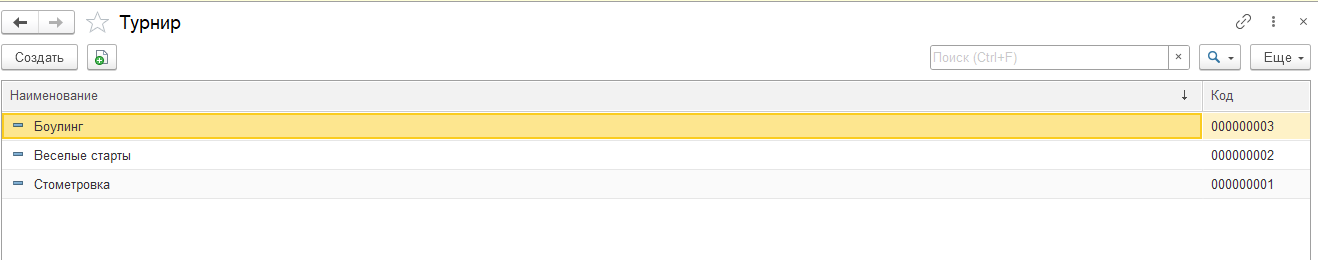 Турнир
Создать Поиск (Ctrl+F) × Еще
Наименование ↓ Код
Боулинг 000000003
Веселые старты 000000002
Стометровка 000000001